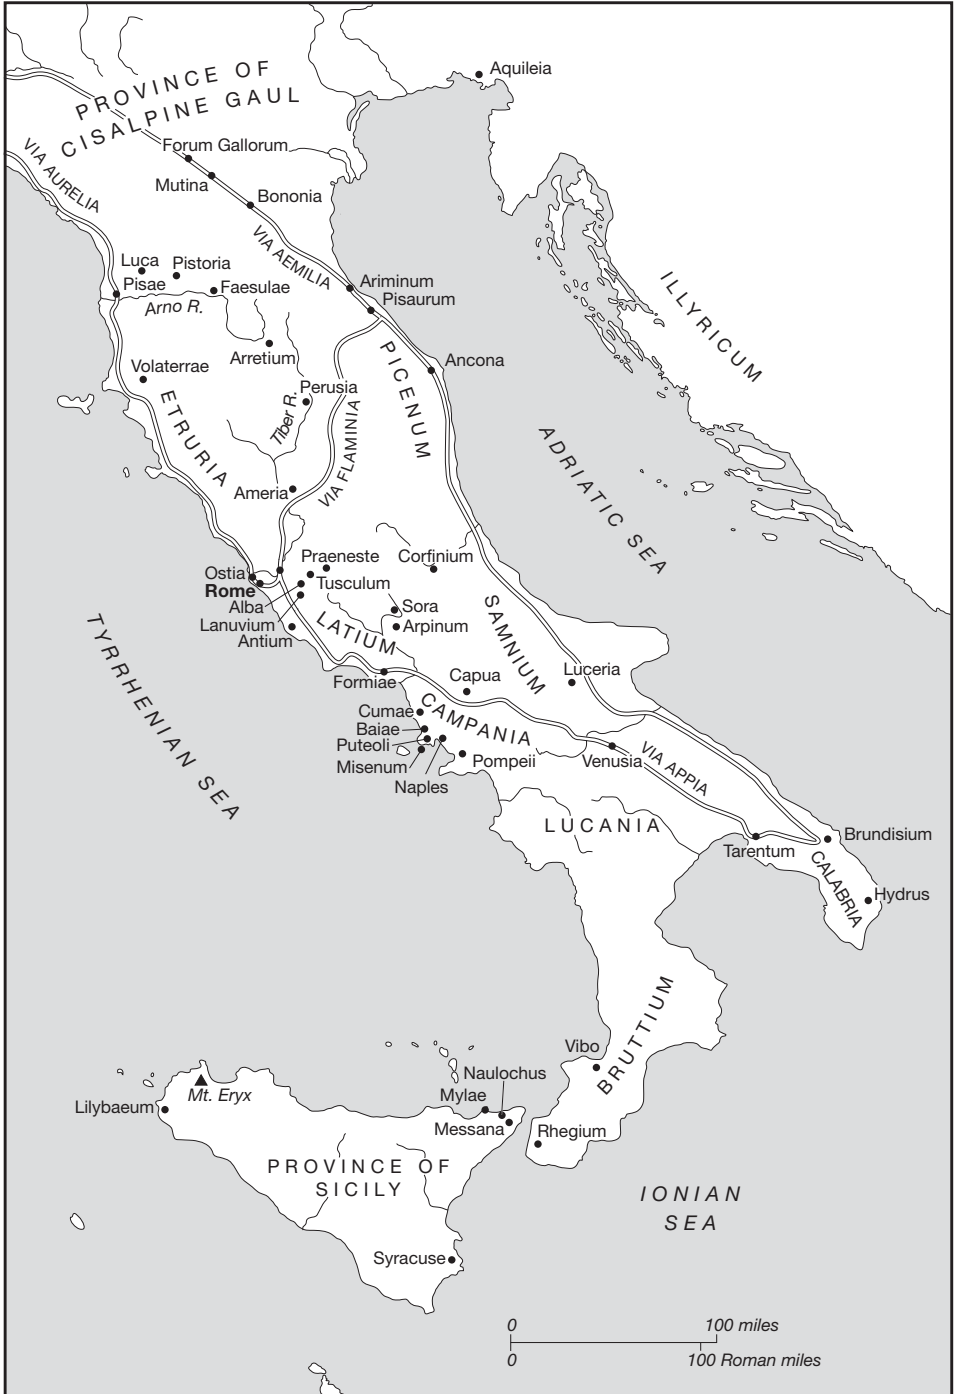 Aquileia
PROVINCE OF
CISALPINE GAUL
VIA AURELIA
Forum Gallorum
Mutina
Bononia
VIA AEMILIA
Luca
Pistoria
Pisae
Faesulae
Arno R.
Ariminum
Pisaurum
ILLYRICUM
Arretium
Volaterrae
Perusia
Ancona
PICENUM
ETRURIA
Tiber R.
VIA FLAMINIA
ADRIATIC SEA
Ameria
Praeneste
Corfinium
Ostia
Rome
Tusculum
Alba
Lanuvium
Antium
Sora
Arpinum
LATIUM
SAMNIUM
TYRRHENIAN SEA
Formiae
Capua
Luceria
Cumae
CAMPANIA
Baiae
Puteoli
Misenum
Naples
Pompeii
Venusia
VIA APPIA
LUCANIA
Tarentum
Brundisium
CALABRIA
Hydrus
BRUTTIUM
Vibo
Naulochus
Mylae
Messana
Mt. Eryx
Lilybaeum
Rhegium
PROVINCE OF
SICILY
IONIAN
SEA
Syracuse
0 100 miles
0 100 Roman miles